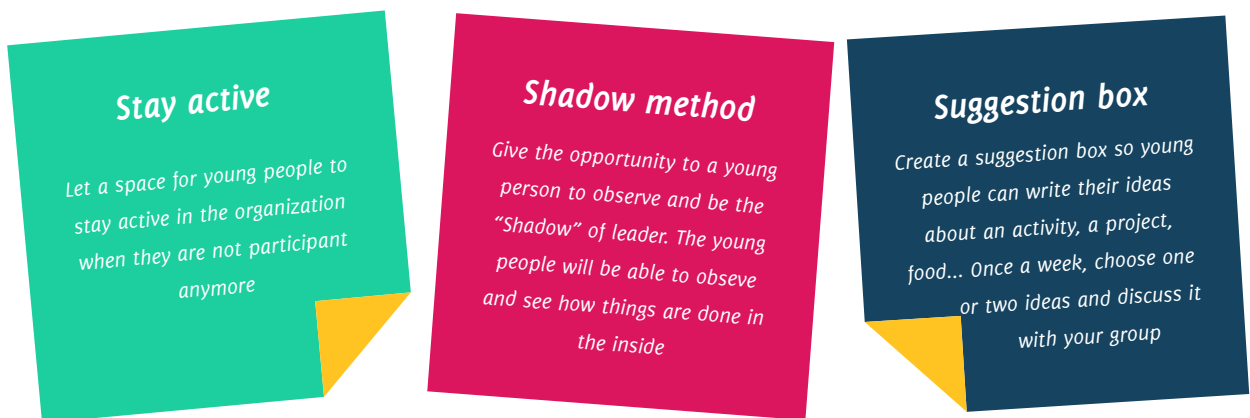 Stay active
Let a space for young people to
stay active in the organization
when they are not participant
anymore
Shadow method
Give the opportunity to a young
person to observe and be the
“Shadow” of leader. The young
people will be able to obseve
and see how things are done in
the inside
Suggestion box
Create a suggestion box so young
people can write their ideas
about an activity, a project,
food... Once a week, choose one
or two ideas and discuss it
with your group